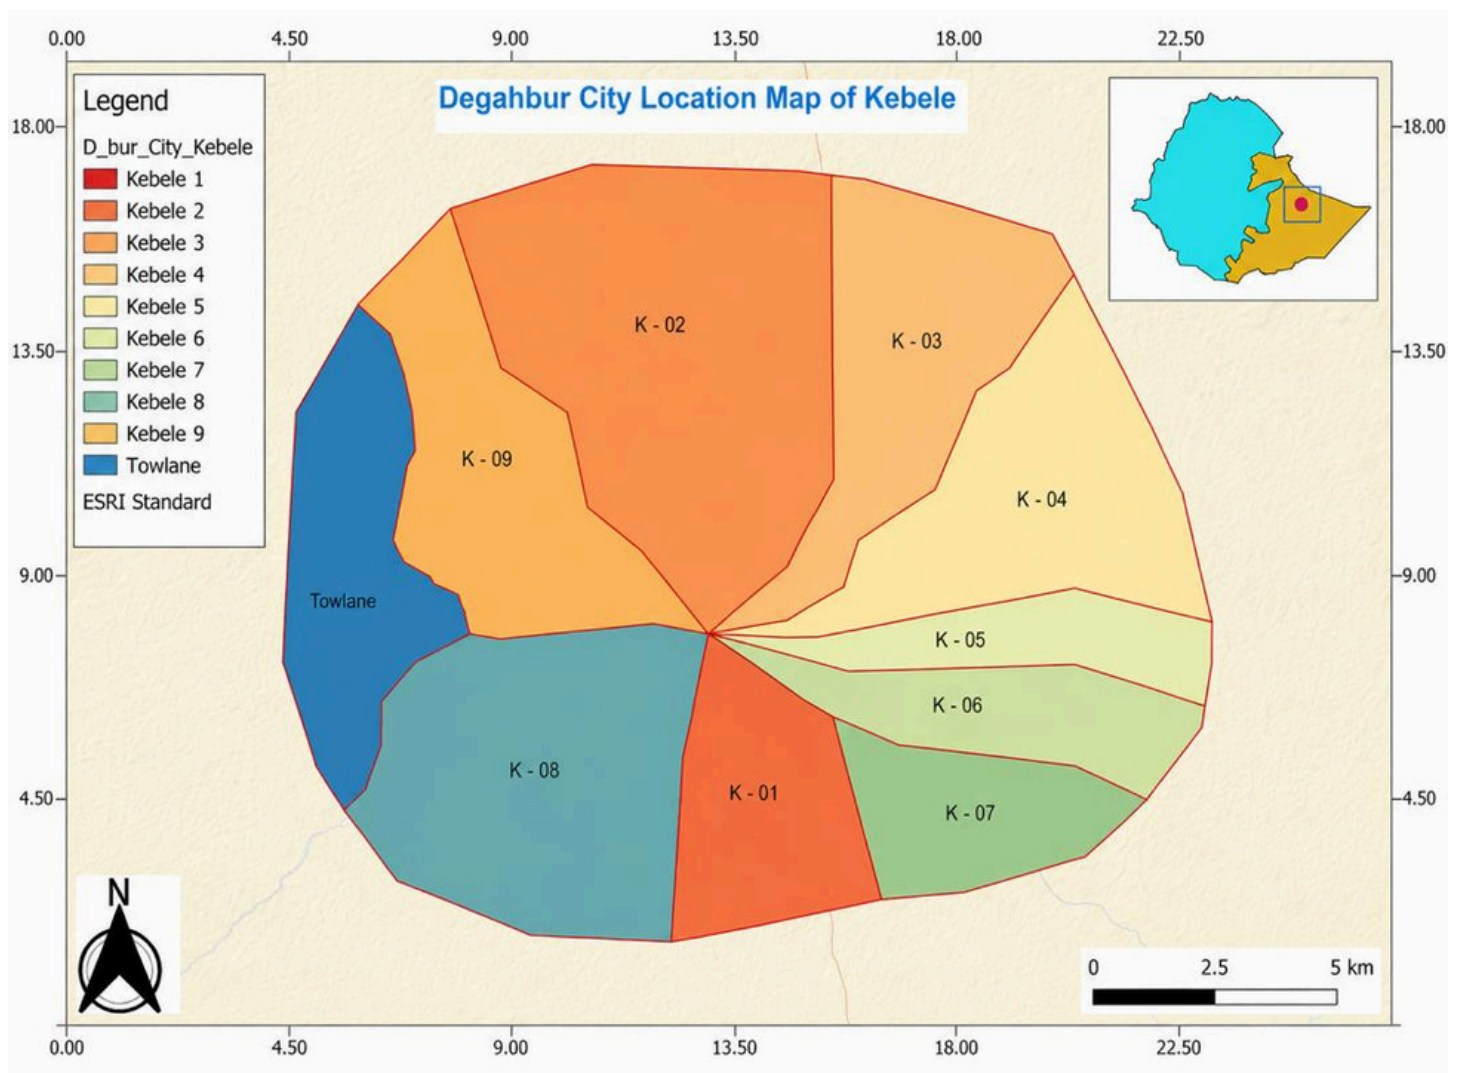 0.00 4.50 9.00 13.50 18.00 22.50
Degahbur City Location Map of Kebele
Legend
D_bur_City_Kebele
Kebele 1
Kebele 2
Kebele 3
Kebele 4
Kebele 5
Kebele 6
Kebele 7
Kebele 8
Kebele 9
Towlane
ESRI Standard
18.00 18.00
13.50 13.50
9.00 9.00
4.50 4.50
K - 02
K - 03
K - 09
K - 04
Towlane
K - 05
K - 06
K - 08
K - 01
K - 07
N
0 2.5 5 km
0.00 4.50 9.00 13.50 18.00 22.50